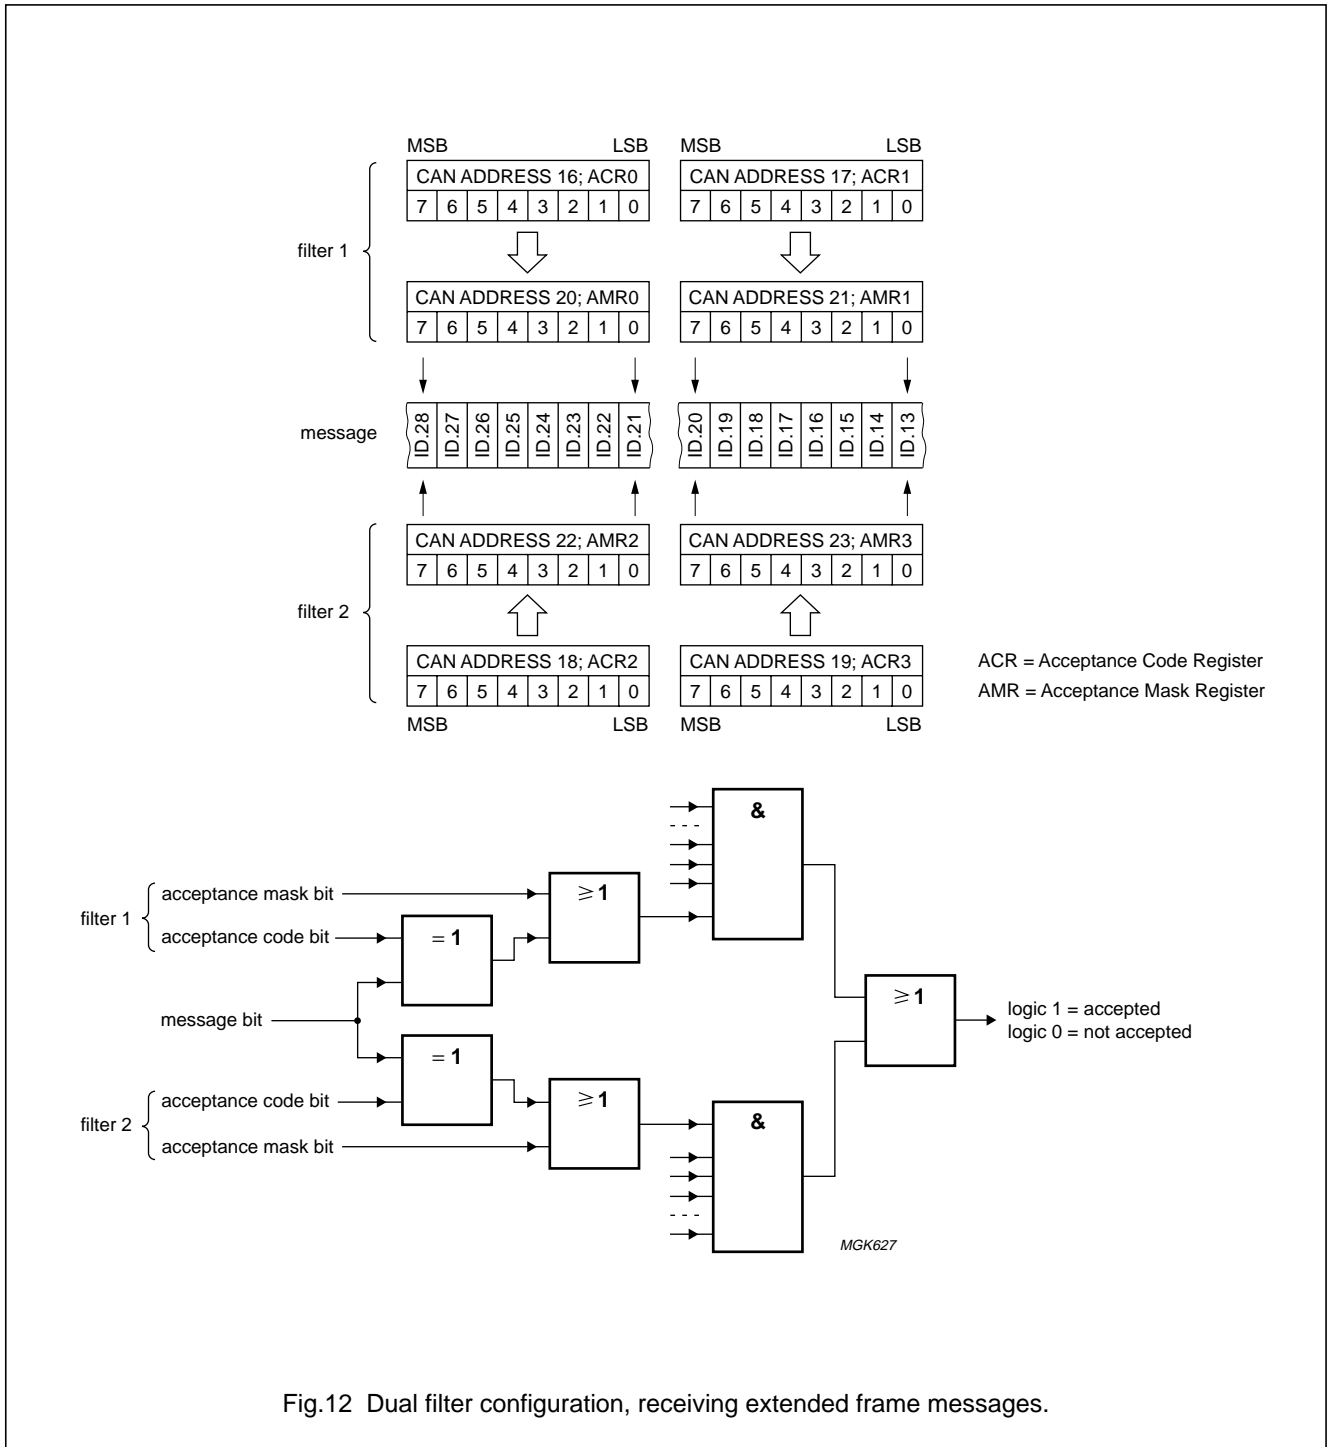 MSB LSB MSB LSB
CAN ADDRESS 16; ACR0 CAN ADDRESS 17; ACR1
7 6 5 4 3 2 1 0 7 6 5 4 3 2 1 0
filter 1
CAN ADDRESS 20; AMR0 CAN ADDRESS 21; AMR1
7 6 5 4 3 2 1 0 7 6 5 4 3 2 1 0
message ID.28 ID.27 ID.26 ID.25 ID.24 ID.23 ID.22 ID.21 ID.20 ID.19 ID.18 ID.17 ID.16 ID.15 ID.14 ID.13
CAN ADDRESS 22; AMR2 CAN ADDRESS 23; AMR3
7 6 5 4 3 2 1 0 7 6 5 4 3 2 1 0
filter 2
CAN ADDRESS 18; ACR2 CAN ADDRESS 19; ACR3
7 6 5 4 3 2 1 0 7 6 5 4 3 2 1 0
MSB LSB MSB LSB
ACR = Acceptance Code Register
AMR = Acceptance Mask Register
&
filter 1
acceptance mask bit
≥ 1
acceptance code bit
= 1
message bit
≥ 1
logic 1 = accepted
logic 0 = not accepted
= 1
filter 2
acceptance code bit
≥ 1
acceptance mask bit
&
MGK627
Fig.12 Dual filter configuration, receiving extended frame messages.